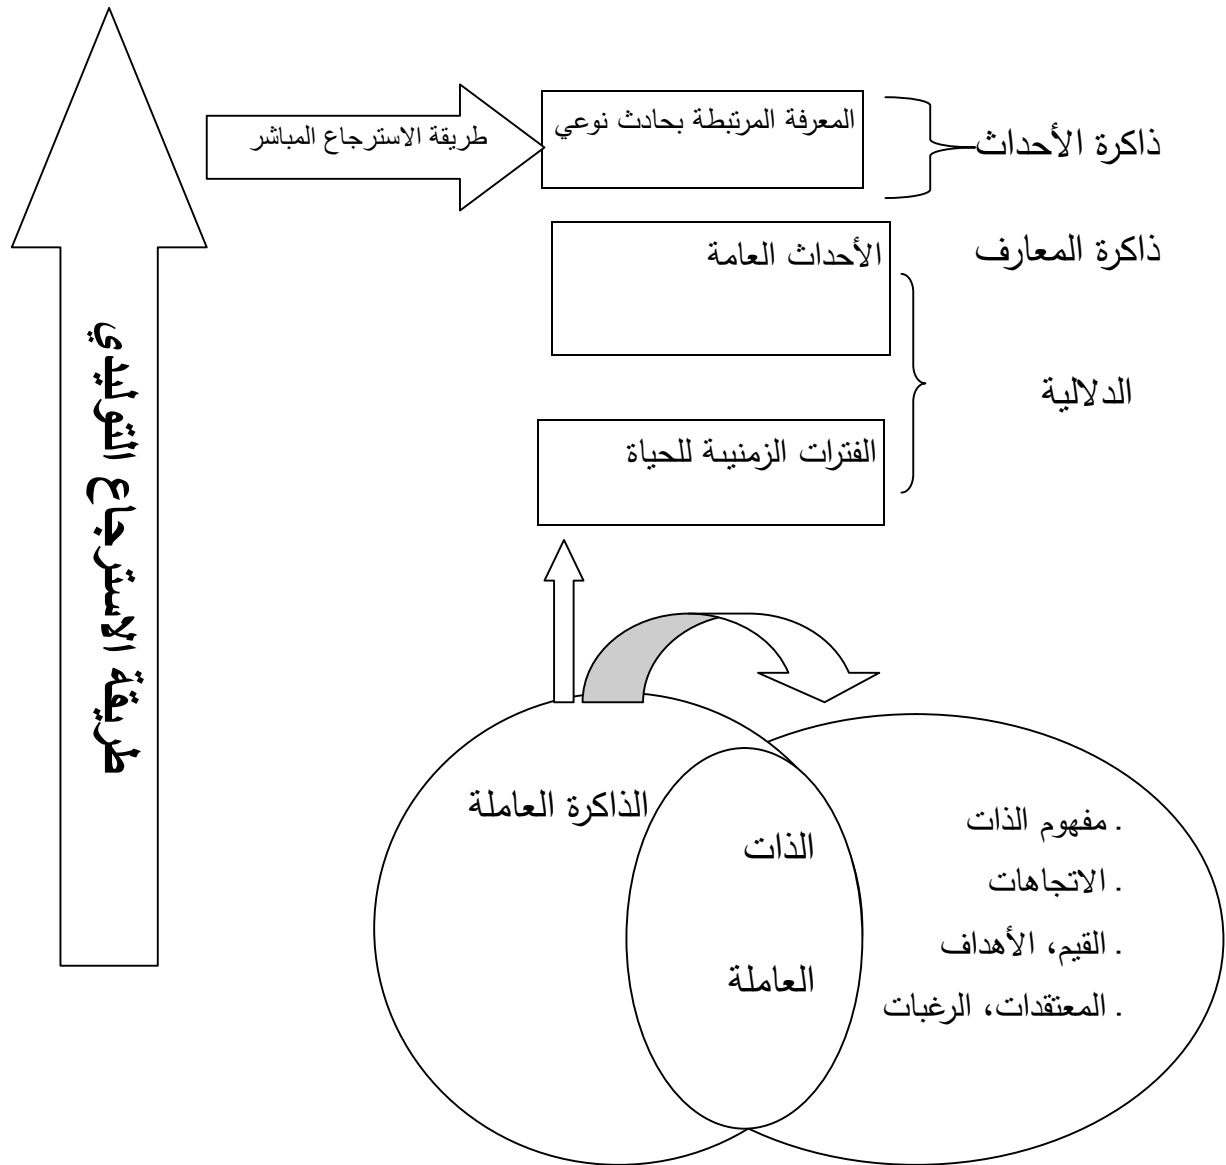 طريقة الاسترجاع التوليدي
طريقة الاسترجاع المباشر
المعرفة المرتبطة بحادث نوعي
ذاكرة الأحداث
الأحداث العامة
ذاكرة المعارف
الدلالية
الفترات الزمنيىة للحياة
الذاكرة العاملة
الذات
العاملة
. مفهوم الذات
. الاتجاهات
. القيم، الأهداف
. المعتقدات، الرغبات